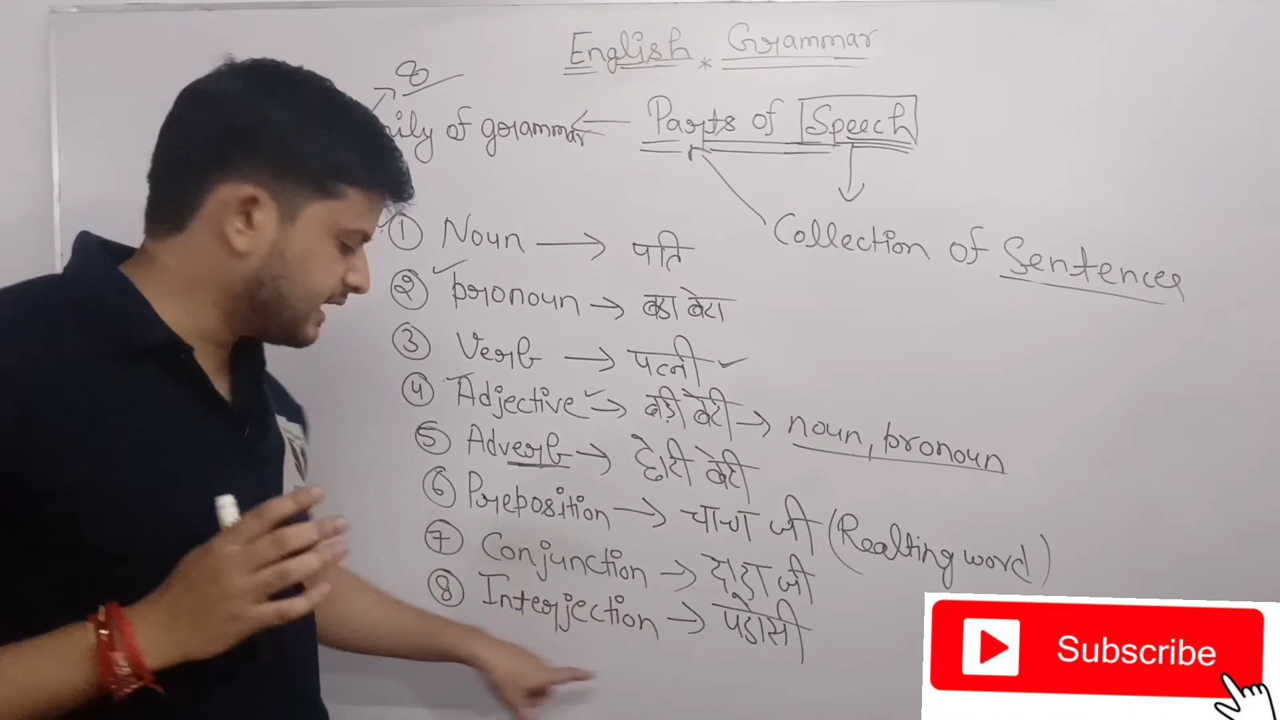 English * Grammar
8
ily of grammar ← Parts of Speech
Collection of Sentences
① Noun → पति
② pronoun → बड़ा बेटा
③ Verb → पत्नी ✓
④ Adjective → बड़ी बेटी → noun, pronoun
⑤ Adverb → छोटी बेटी
⑥ Preposition → चाचा जी (Realting word)
⑦ Conjunction → दादा जी
⑧ Interjection → पडोसी
Subscribe